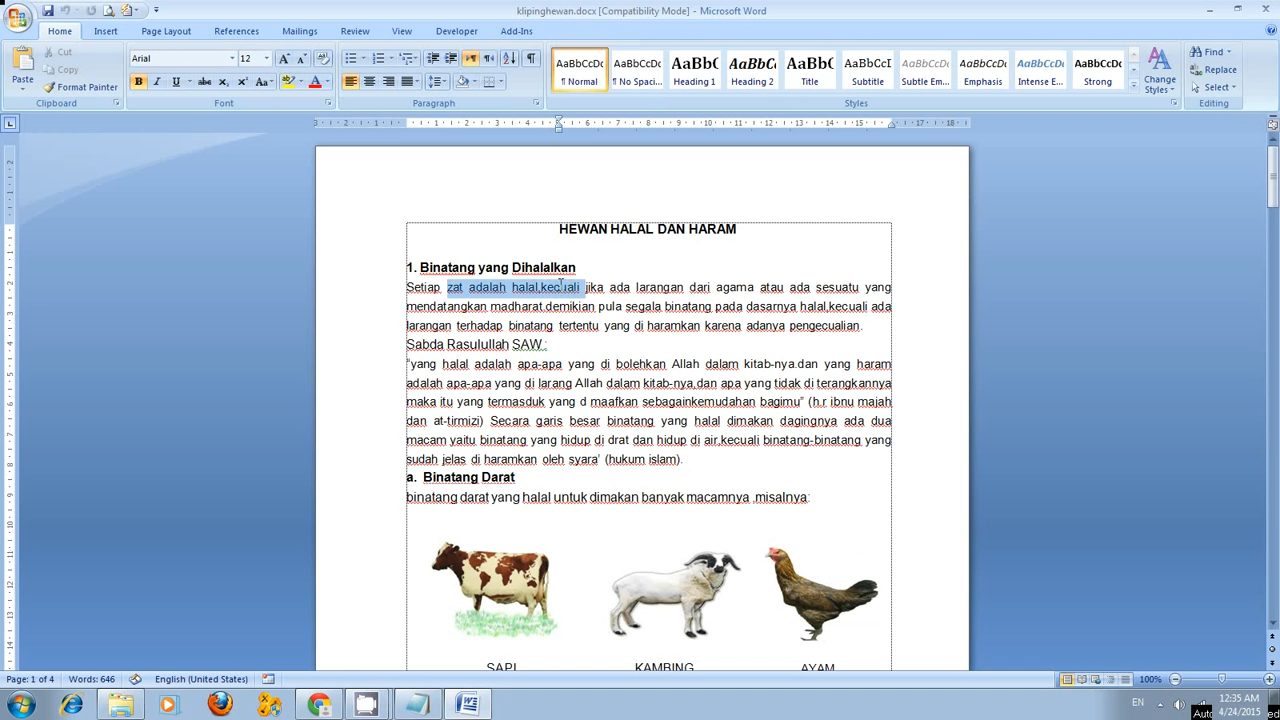 klipinghewan.docx [Compatibility Mode] - Microsoft Word
Home Insert Page Layout References Mailings Review View Developer Add-Ins
Cut
Copy
Format Painter
Paste
Arial 12
B I U abc x₂ x² Aa
AaBbCcDc AaBbCcDc AaBbC AaBbCc AaBbC AaBbCcI AaBbCcDc AaBbCcDc AaBbCcDc AaBbCcDc
¶ Normal ¶ No Spaci... Heading 1 Heading 2 Title Subtitle Subtle Em... Emphasis Intense E... Strong
Change Styles
Find
Replace
Select
Clipboard Font Paragraph Styles Editing
HEWAN HALAL DAN HARAM
1. Binatang yang Dihalalkan
Setiap zat adalah halal,kecuali jika ada larangan dari agama atau ada sesuatu yang
mendatangkan madharat.demikian pula segala binatang pada dasarnya halal,kecuali ada
larangan terhadap binatang tertentu yang di haramkan karena adanya pengecualian.
Sabda Rasulullah SAW :
“yang halal adalah apa-apa yang di bolehkan Allah dalam kitab-nya.dan yang haram
adalah apa-apa yang di larang Allah dalam kitab-nya,dan apa yang tidak di terangkannya
maka itu yang termasduk yang d maafkan sebagainkemudahan bagimu” (h.r ibnu majah
dan at-tirmizi) Secara garis besar binatang yang halal dimakan dagingnya ada dua
macam yaitu binatang yang hidup di drat dan hidup di air,kecuali binatang-binatang yang
sudah jelas di haramkan oleh syara’ (hukum islam).
a. Binatang Darat
binatang darat yang halal untuk dimakan banyak macamnya ,misalnya:
SAPI KAMBING AYAM
Page: 1 of 4 Words: 646 English (United States) 100%
EN 12:35 AM
4/24/2015